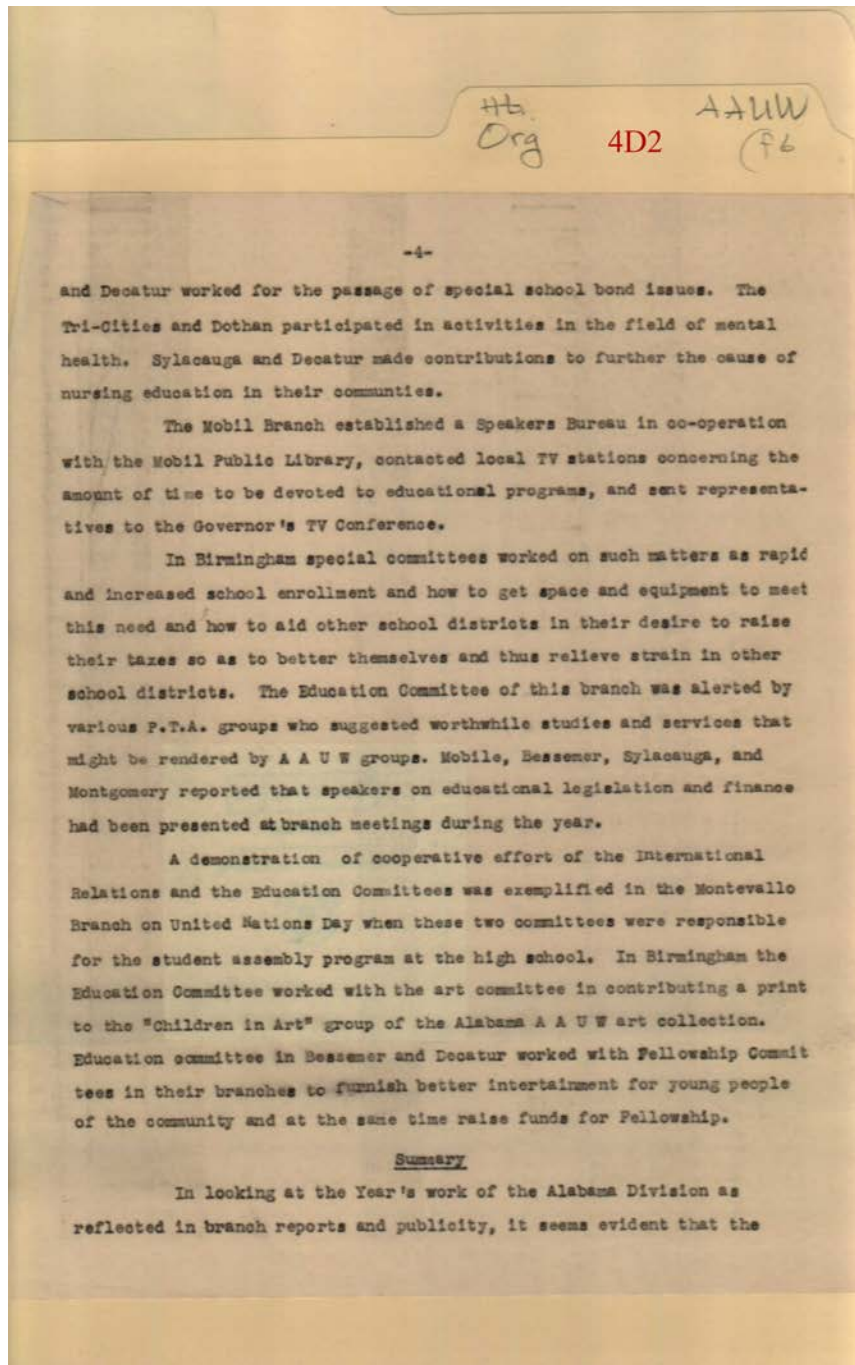 Hb. AAUW
Org 4D2 (f6
-4-
and Decatur worked for the passage of special school bond issues. The
Tri-Cities and Dothan participated in activities in the field of mental
health. Sylacauga and Decatur made contributions to further the cause of
nursing education in their communties.
The Mobil Branch established a Speakers Bureau in co-operation
with the Mobil Public Library, contacted local TV stations concerning the
amount of time to be devoted to educational programs, and sent representa-
tives to the Governor's TV Conference.
In Birmingham special committees worked on such matters as rapid
and increased school enrollment and how to get space and equipment to meet
this need and how to aid other school districts in their desire to raise
their taxes so as to better themselves and thus relieve strain in other
school districts. The Education Committee of this branch was alerted by
various P.T.A. groups who suggested worthwhile studies and services that
might be rendered by A A U W groups. Mobile, Bessemer, Sylacauga, and
Montgomery reported that speakers on educational legislation and finance
had been presented at branch meetings during the year.
A demonstration of cooperative effort of the International
Relations and the Education Committees was exemplified in the Montevallo
Branch on United Nations Day when these two committees were responsible
for the student assembly program at the high school. In Birmingham the
Education Committee worked with the art committee in contributing a print
to the "Children in Art" group of the Alabama A A U W art collection.
Education committee in Bessemer and Decatur worked with Fellowship Commit
tees in their branches to furnish better intertainment for young people
of the community and at the same time raise funds for Fellowship.
Summary
In looking at the Year's work of the Alabama Division as
reflected in branch reports and publicity, it seems evident that the